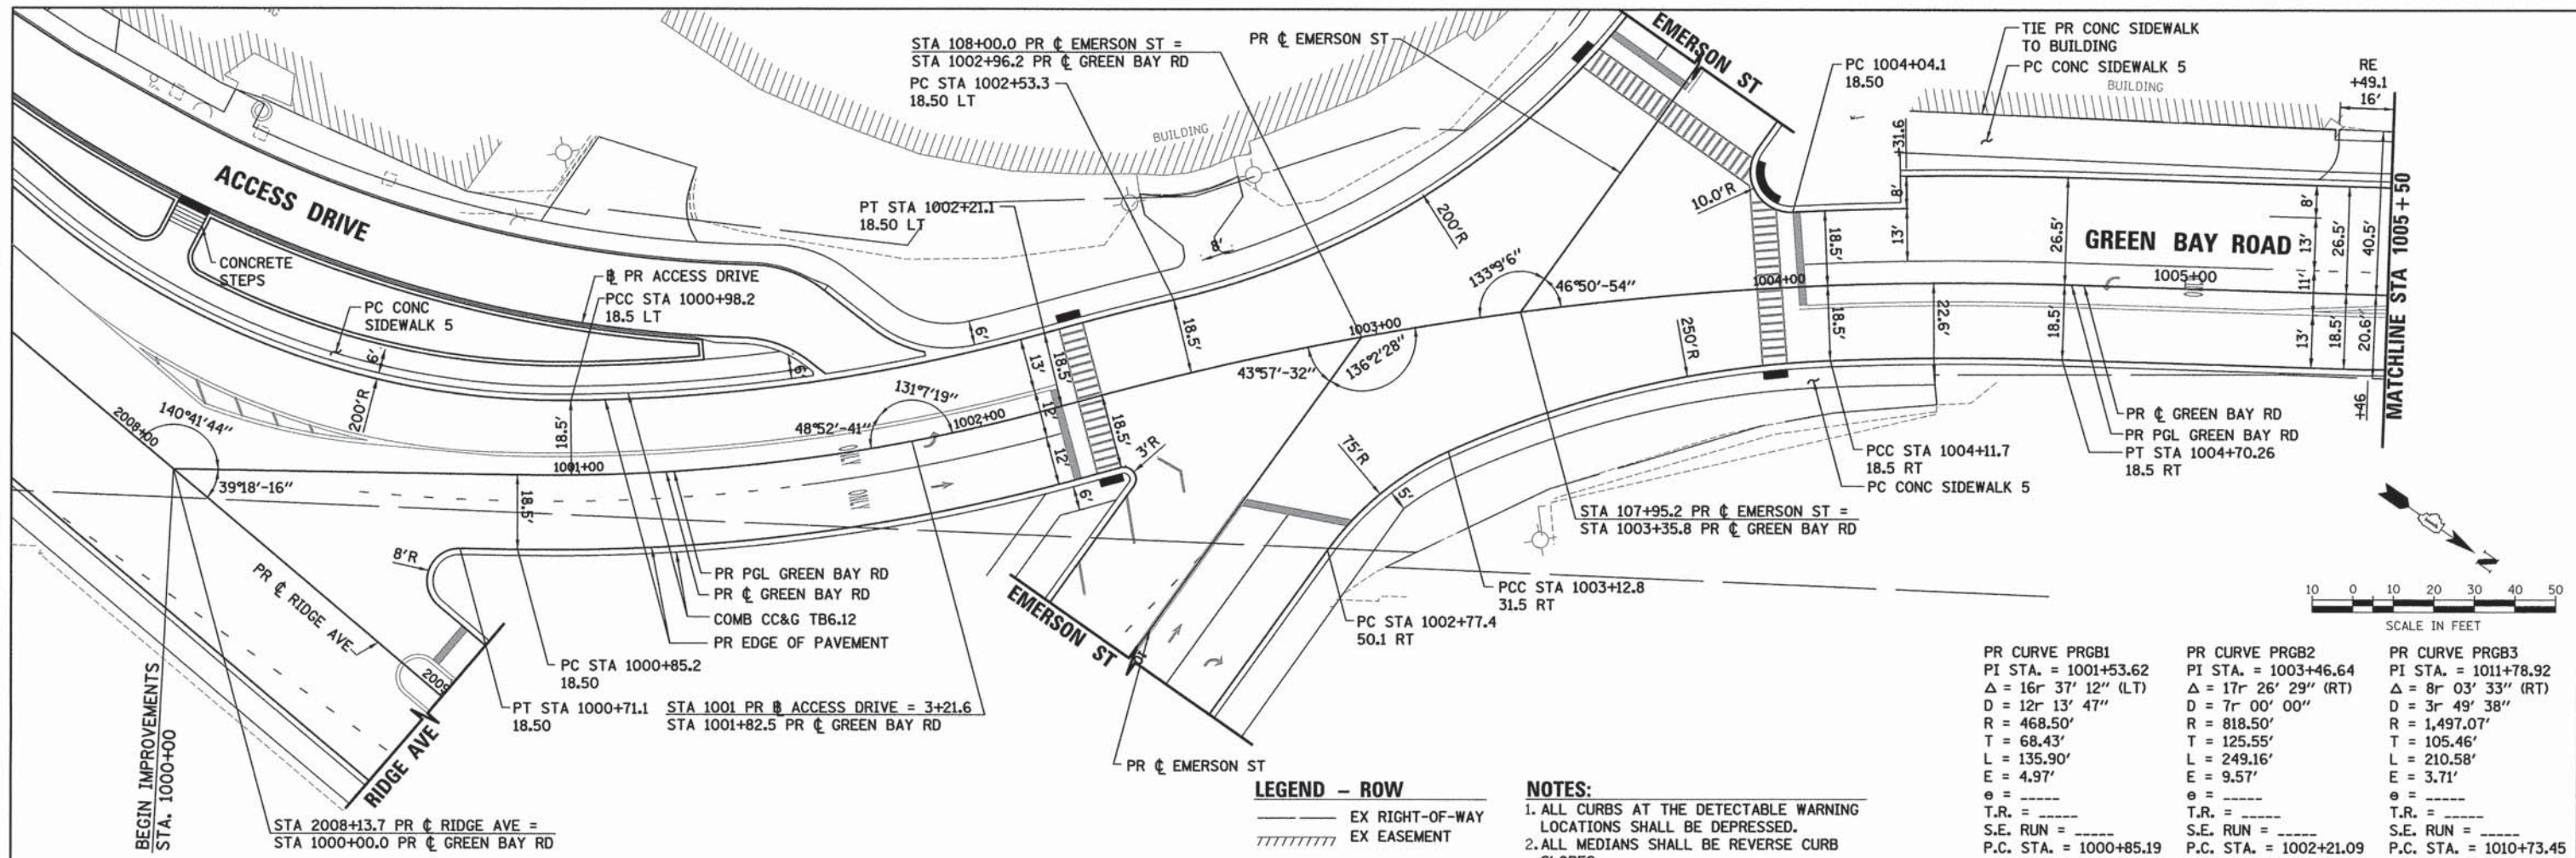 STA 108+00.0 PR ℄ EMERSON ST =
STA 1002+96.2 PR ℄ GREEN BAY RD
PC STA 1002+53.3
18.50 LT
PR ℄ EMERSON ST
EMERSON ST
PC 1004+04.1
18.50
TIE PR CONC SIDEWALK
TO BUILDING
PC CONC SIDEWALK 5
BUILDING
RE
+49.1
16'
BUILDING
ACCESS DRIVE
CONCRETE
STEPS
PC CONC
SIDEWALK 5
PR ACCESS DRIVE
PCC STA 1000+98.2
18.5 LT
PT STA 1002+21.1
18.50 LT
8'
200'R
10.0'R
+31.6
8'
13'
18.5'
26.5'
GREEN BAY ROAD
1005+00
8'
13'
11'
13'
26.5'
18.5'
40.5'
20.6"
+46
MATCHLINE STA 1005+50
6'
6'
6'
200'R
18.5'
13'
12'
12'
18.5'
18.5'
18.5'
1003+00
133°9'6"
46°50'-54"
1004+00
43°57'-32"
136°2'28"
250'R
18.5'
22.6'
18.5'
131°7'19"
48°52'-41"
1002+00
ONLY
ONLY
2008+00
140°41'44"
39°18'-16"
1001+00
18.5'
3'R
6'
75'R
5'
8'R
PR ℄ RIDGE AVE
2009
RIDGE AVE
BEGIN IMPROVEMENTS
STA. 1000+00
STA 2008+13.7 PR ℄ RIDGE AVE =
STA 1000+00.0 PR ℄ GREEN BAY RD
PR PGL GREEN BAY RD
PR ℄ GREEN BAY RD
COMB CC&G TB6.12
PR EDGE OF PAVEMENT
PC STA 1000+85.2
18.50
PT STA 1000+71.1
18.50
STA 1001 PR ACCESS DRIVE = 3+21.6
STA 1001+82.5 PR ℄ GREEN BAY RD
EMERSON ST
PR ℄ EMERSON ST
PC STA 1002+77.4
50.1 RT
PCC STA 1003+12.8
31.5 RT
STA 107+95.2 PR ℄ EMERSON ST =
STA 1003+35.8 PR ℄ GREEN BAY RD
PCC STA 1004+11.7
18.5 RT
PC CONC SIDEWALK 5
PR ℄ GREEN BAY RD
PR PGL GREEN BAY RD
PT STA 1004+70.26
18.5 RT
N
10 0 10 20 30 40 50
SCALE IN FEET
LEGEND - ROW
EX RIGHT-OF-WAY
EX EASEMENT
NOTES:
1. ALL CURBS AT THE DETECTABLE WARNING
LOCATIONS SHALL BE DEPRESSED.
2. ALL MEDIANS SHALL BE REVERSE CURB
PR CURVE PRGB1
PI STA. = 1001+53.62
Δ = 16r 37' 12" (LT)
D = 12r 13' 47"
R = 468.50'
T = 68.43'
L = 135.90'
E = 4.97'
e = -----
T.R. = -----
S.E. RUN = -----
P.C. STA. = 1000+85.19
PR CURVE PRGB2
PI STA. = 1003+46.64
Δ = 17r 26' 29" (RT)
D = 7r 00' 00"
R = 818.50'
T = 125.55'
L = 249.16'
E = 9.57'
e = -----
T.R. = -----
S.E. RUN = -----
P.C. STA. = 1002+21.09
PR CURVE PRGB3
PI STA. = 1011+78.92
Δ = 8r 03' 33" (RT)
D = 3r 49' 38"
R = 1,497.07'
T = 105.46'
L = 210.58'
E = 3.71'
e = -----
T.R. = -----
S.E. RUN = -----
P.C. STA. = 1010+73.45